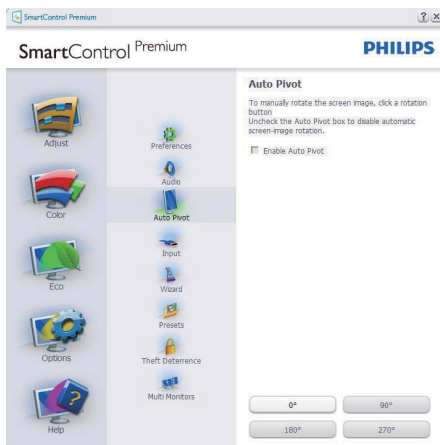 SmartControl Premium
SmartControl Premium
PHILIPS
Adjust
Color
Eco
Options
Help
Preferences
Audio
Auto Pivot
Input
Wizard
Presets
Theft Deterrence
Multi Monitors
Auto Pivot
To manually rotate the screen image, click a rotation
button
Uncheck the Auto Pivot box to disable automatic
screen-image rotation.
Enable Auto Pivot
0° 90°
180° 270°